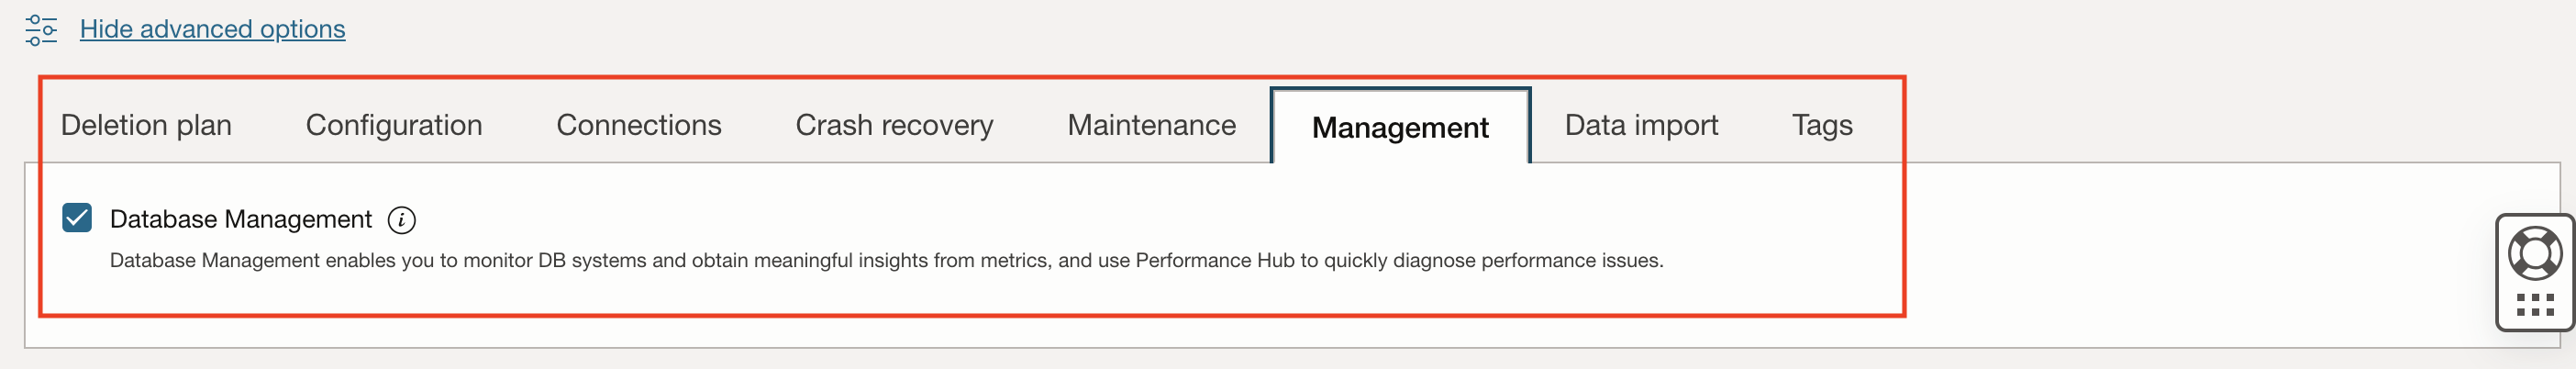 Hide advanced options
Deletion plan Configuration Connections Crash recovery Maintenance Management Data import Tags
Database Management i
Database Management enables you to monitor DB systems and obtain meaningful insights from metrics, and use Performance Hub to quickly diagnose performance issues.